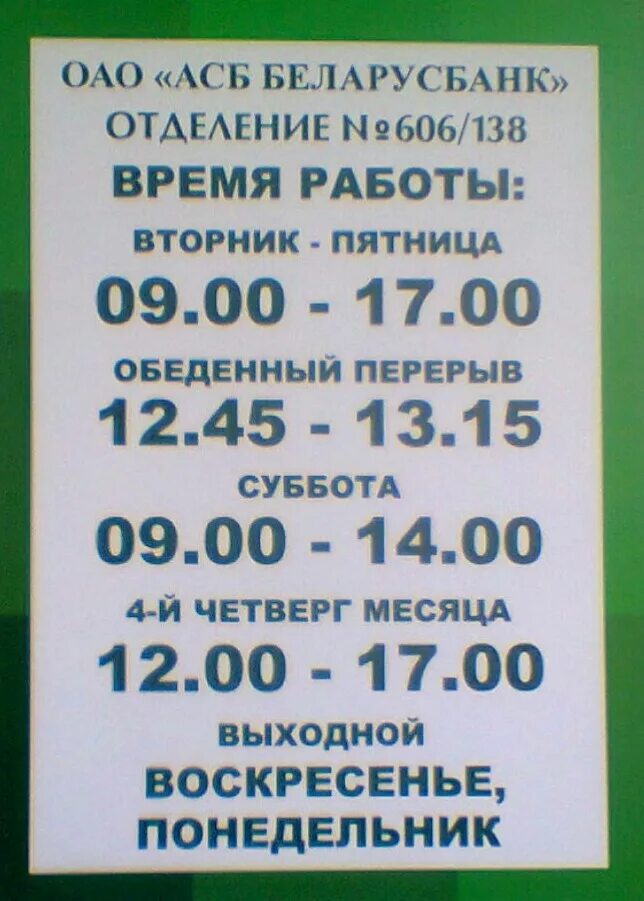 ОАО «АСБ БЕЛАРУСБАНК»
ОТДЕЛЕНИЕ №606/138
ВРЕМЯ РАБОТЫ:
ВТОРНИК - ПЯТНИЦА
09.00 - 17.00
ОБЕДЕННЫЙ ПЕРЕРЫВ
12.45 - 13.15
СУББОТА
09.00 - 14.00
4-Й ЧЕТВЕРГ МЕСЯЦА
12.00 - 17.00
ВЫХОДНОЙ
ВОСКРЕСЕНЬЕ,
ПОНЕДЕЛЬНИК